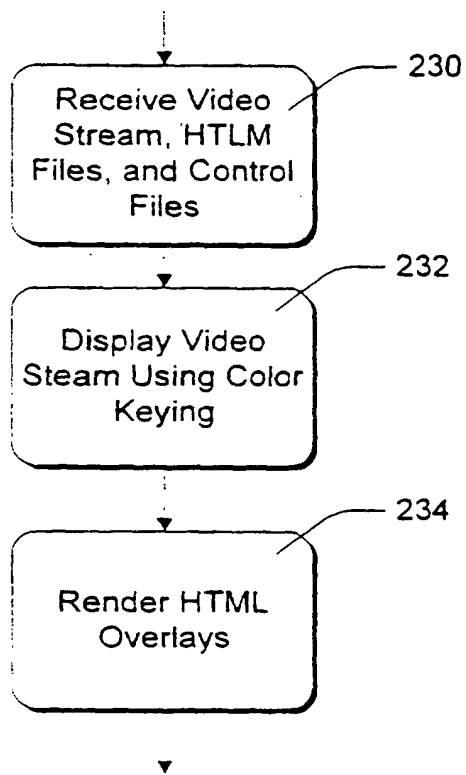 230
Receive Video
Stream, HTLM
Files, and Control
Files
232
Display Video
Steam Using Color
Keying
234
Render HTML
Overlays